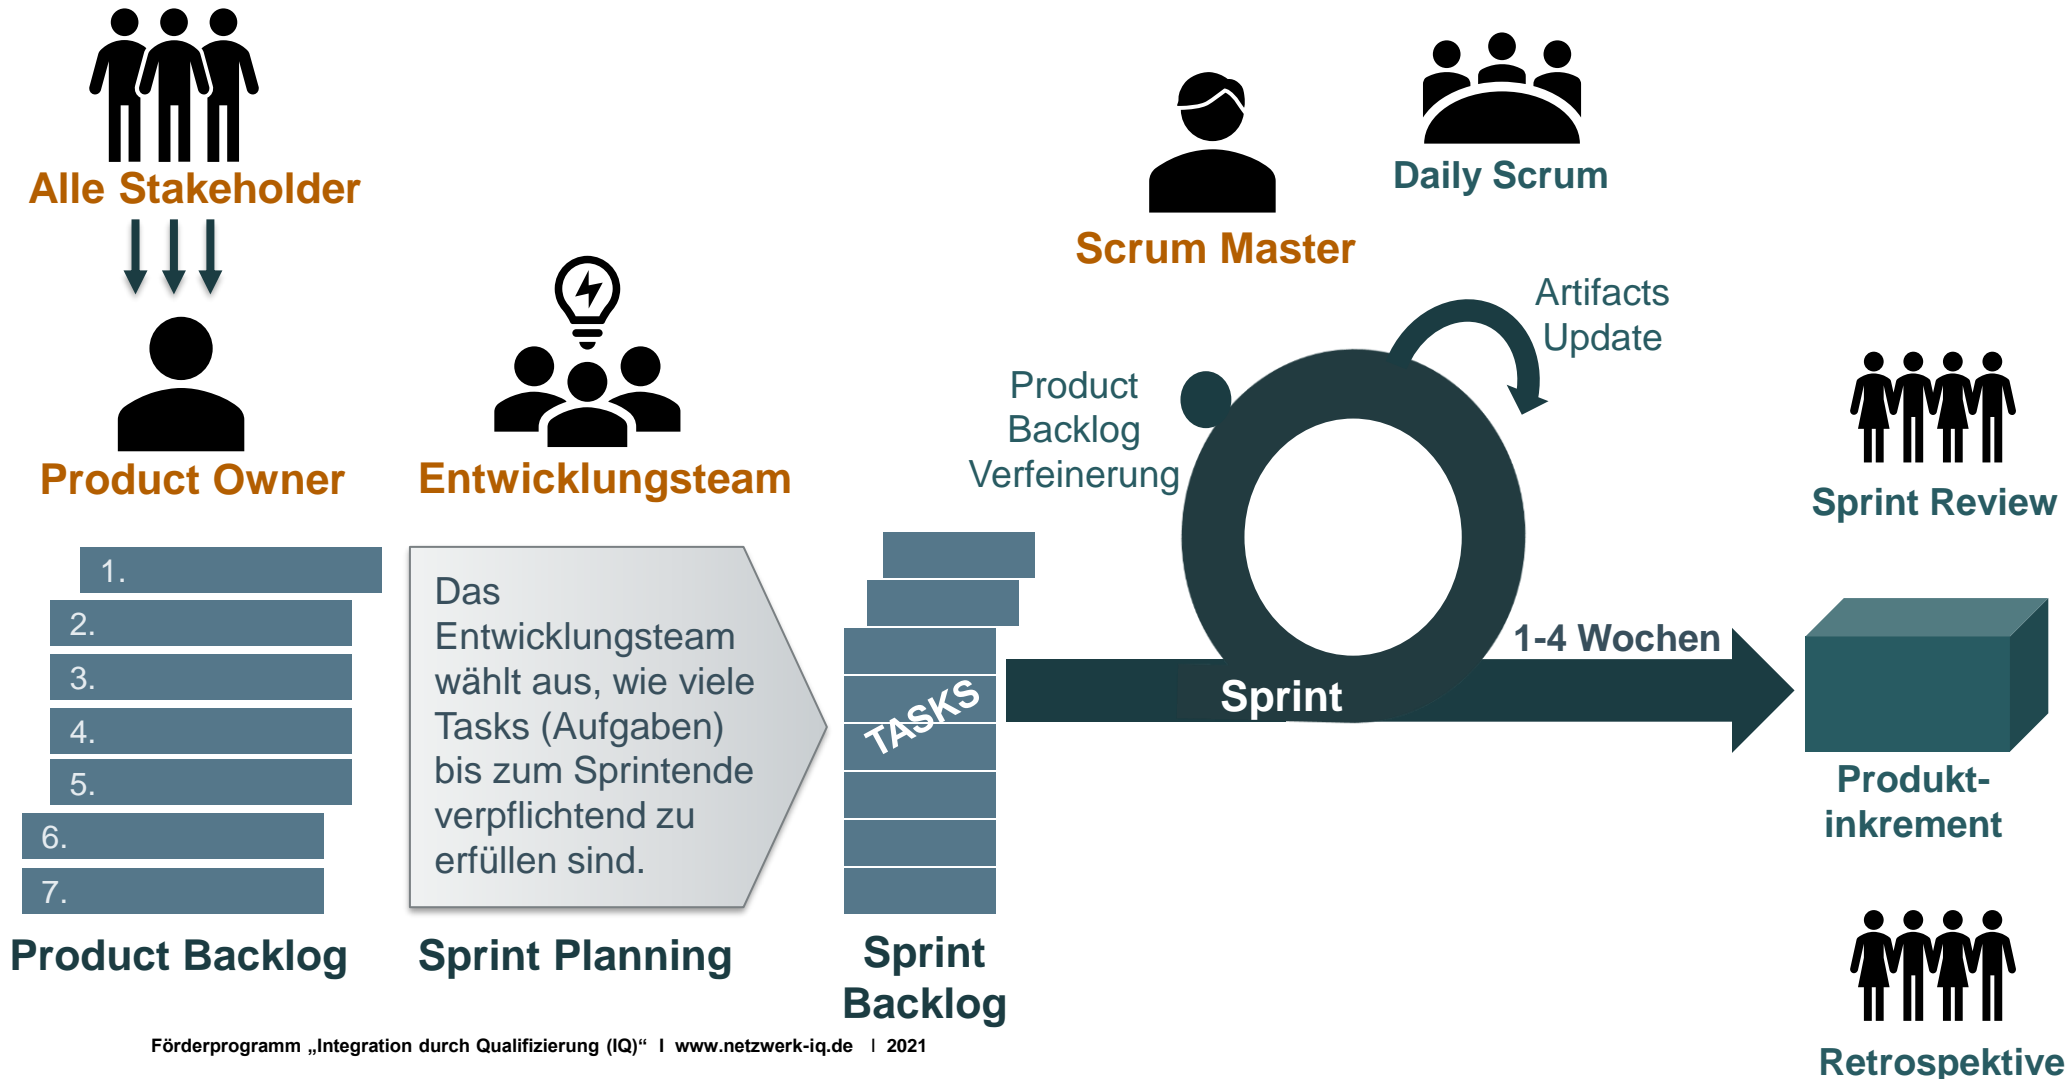 Alle Stakeholder
Product Owner
Entwicklungsteam
1.
2.
3.
4.
5.
6.
7.
Product Backlog
Das
Entwicklungsteam
wählt aus, wie viele
Tasks (Aufgaben)
bis zum Sprintende
verpflichtend zu
erfüllen sind.
Sprint Planning
TASKS
Sprint
Backlog
Scrum Master
Daily Scrum
Product
Backlog
Verfeinerung
Artifacts
Update
Sprint
1-4 Wochen
Sprint Review
Produkt-
inkrement
Retrospektive
Förderprogramm „Integration durch Qualifizierung (IQ)“ I www.netzwerk-iq.de I 2021